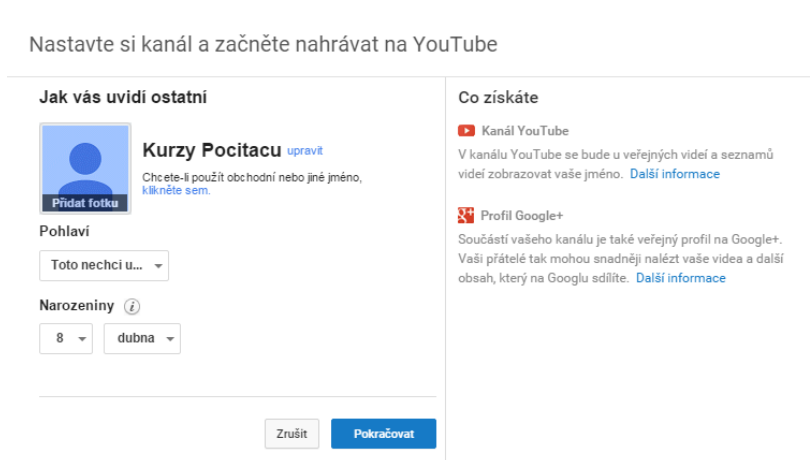 Nastavte si kanál a začněte nahrávat na YouTube
Jak vás uvidí ostatní
Kurzy Pocitacu upravit
Chcete-li použít obchodní nebo jiné jméno,
klikněte sem.
Přidat fotku
Pohlaví
Toto nechci u...
Narozeniny i
8 dubna
Zrušit Pokračovat
Co získáte
Kanál YouTube
V kanálu YouTube se bude u veřejných videí a seznamů
videí zobrazovat vaše jméno. Další informace
g+ Profil Google+
Součástí vašeho kanálu je také veřejný profil na Google+.
Vaši přátelé tak mohou snadněji nalézt vaše videa a další
obsah, který na Googlu sdílíte. Další informace